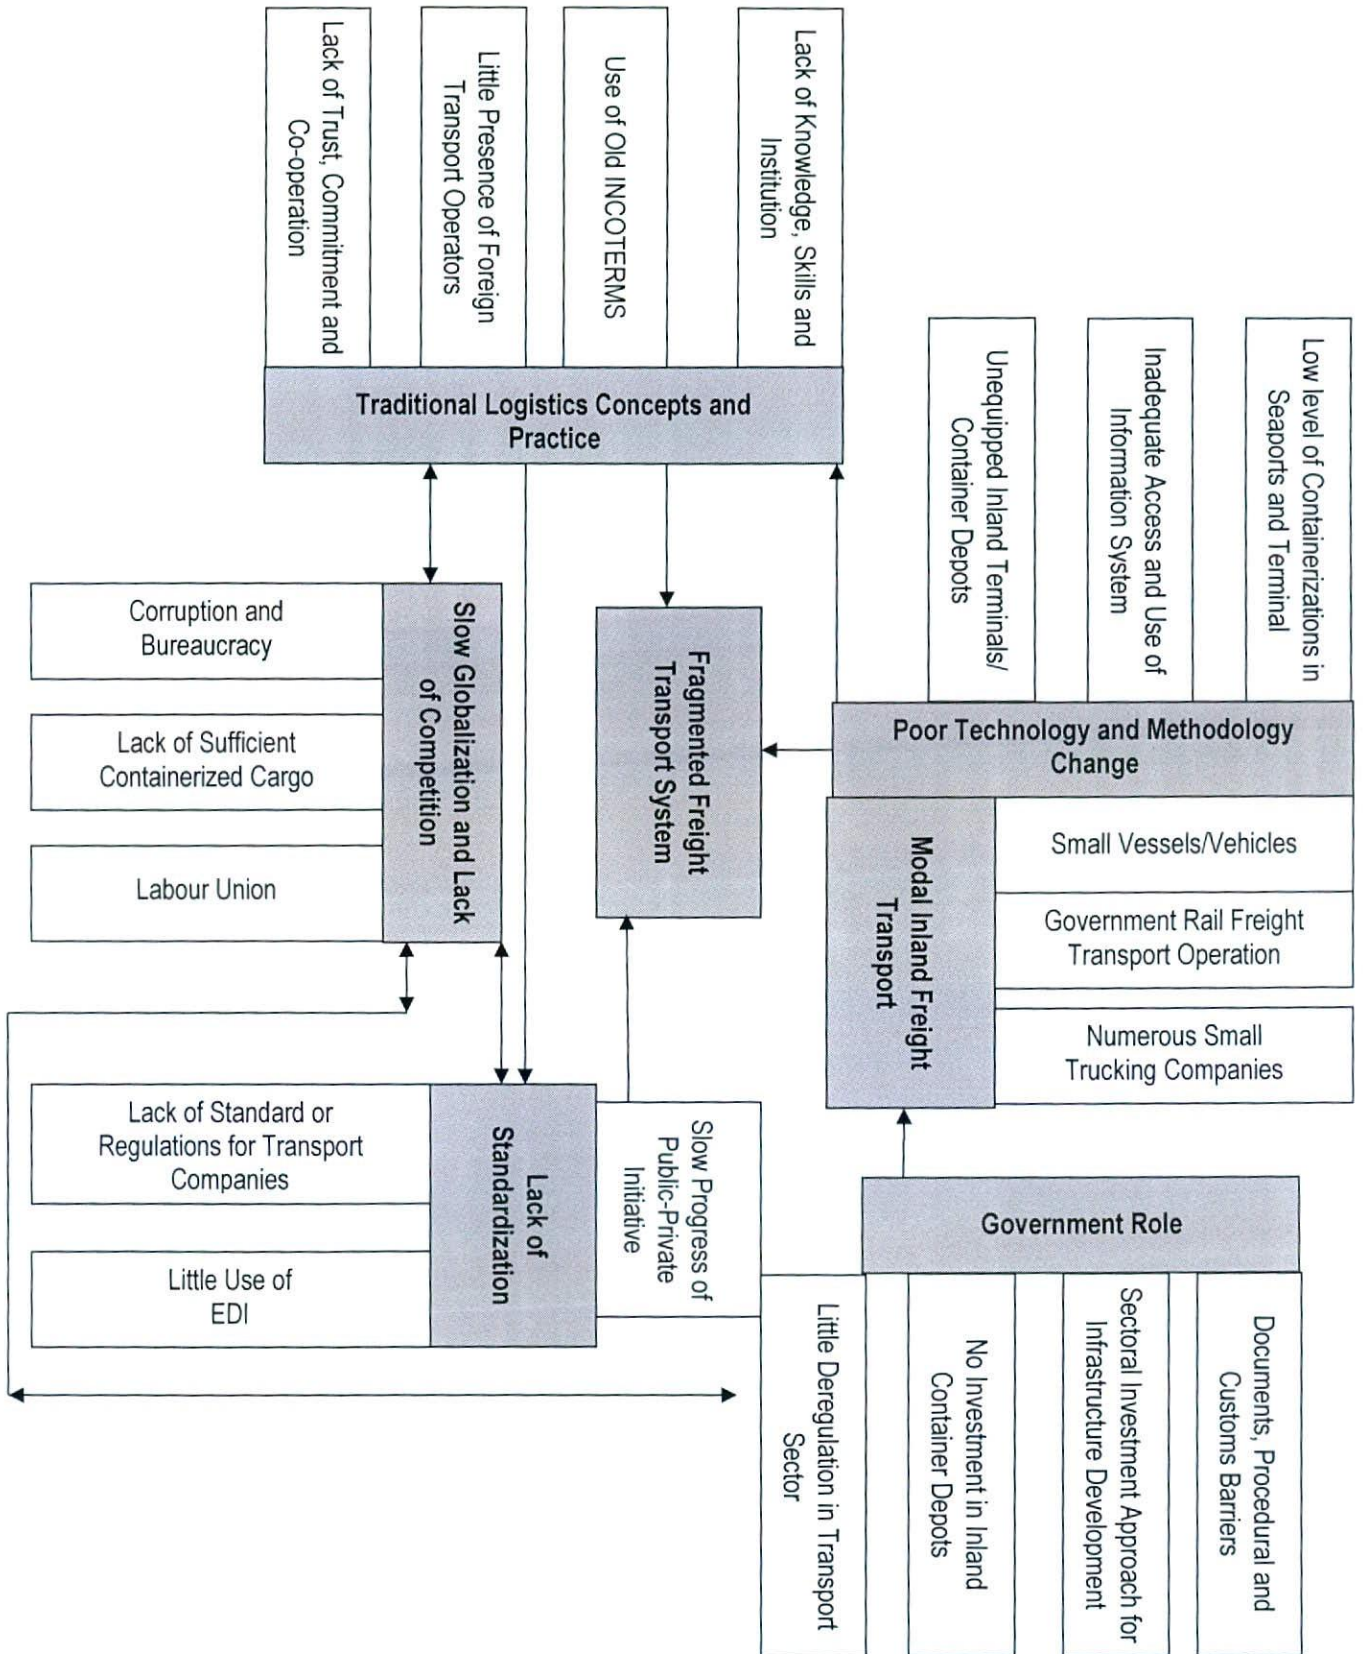 Lack of Trust, Commitment and
Co-operation
Little Presence of Foreign
Transport Operators
Use of Old INCOTERMS
Lack of Knowledge, Skills and
Institution
Unequipped Inland Terminals/
Container Depots
Inadequate Access and Use of
Information System
Low level of Containerizations in
Seaports and Terminal
Traditional Logistics Concepts and
Practice
Poor Technology and Methodology
Change
Corruption and
Bureaucracy
Lack of Sufficient
Containerized Cargo
Labour Union
Slow Globalization and Lack
of Competition
Fragmented Freight
Transport System
Modal Inland Freight
Transport
Small Vessels/Vehicles
Government Rail Freight
Transport Operation
Numerous Small
Trucking Companies
Lack of Standard or
Regulations for Transport
Companies
Little Use of
EDI
Lack of
Standardization
Slow Progress of
Public-Private
Initiative
Government Role
Little Deregulation in Transport
Sector
No Investment in Inland
Container Depots
Sectoral Investment Approach for
Infrastructure Development
Documents, Procedural and
Customs Barriers